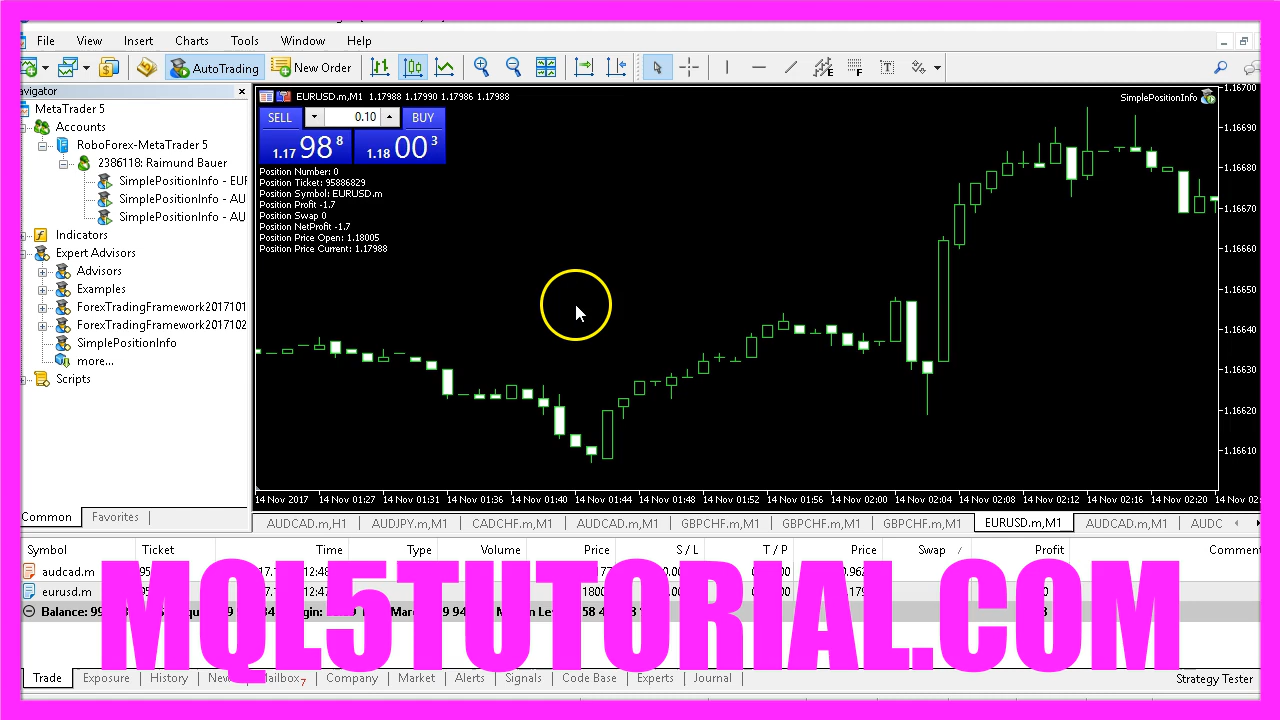 File View Insert Charts Tools Window Help
AutoTrading New Order
avigator
MetaTrader 5
Accounts
RoboForex-MetaTrader 5
2386118: Raimund Bauer
SimplePositionInfo - EUF
SimplePositionInfo - AU
SimplePositionInfo - AU
Indicators
Expert Advisors
Advisors
Examples
ForexTradingFramework2017101
ForexTradingFramework2017102
SimplePositionInfo
more...
Scripts
Common Favorites
EURUSD.m,M1 1.17988 1.17990 1.17986 1.17988
SimplePositionInfo
SELL 0.10 BUY
1.17 98 8 1.18 00 3
Position Number: 0
Position Ticket: 95886829
Position Symbol: EURUSD.m
Position Profit -1.7
Position Swap 0
Position NetProfit -1.7
Position Price Open: 1.18005
Position Price Current: 1.17988
1.16700
1.16690
1.16680
1.16670
1.16660
1.16650
1.16640
1.16630
1.16620
1.16610
14 Nov 2017 14 Nov 01:27 14 Nov 01:31 14 Nov 01:36 14 Nov 01:40 14 Nov 01:44 14 Nov 01:48 14 Nov 01:52 14 Nov 01:56 14 Nov 02:00 14 Nov 02:04 14 Nov 02:08 14 Nov 02:12 14 Nov 02:16 14 Nov 02:20 14 Nov 02:
AUDCAD.m,H1 AUDJPY.m,M1 CADCHF.m,M1 AUDCAD.m,M1 GBPCHF.m,M1 GBPCHF.m,M1 GBPCHF.m,M1 EURUSD.m,M1 AUDCAD.m,M1 AUDC
Symbol Ticket Time Type Volume Price S / L T / P Price Swap / Profit Comment
audcad.m
eurusd.m
Balance: 99
MQL5TUTORIAL.COM
Trade Exposure History Company Market Alerts Signals Code Base Experts Journal
Strategy Tester